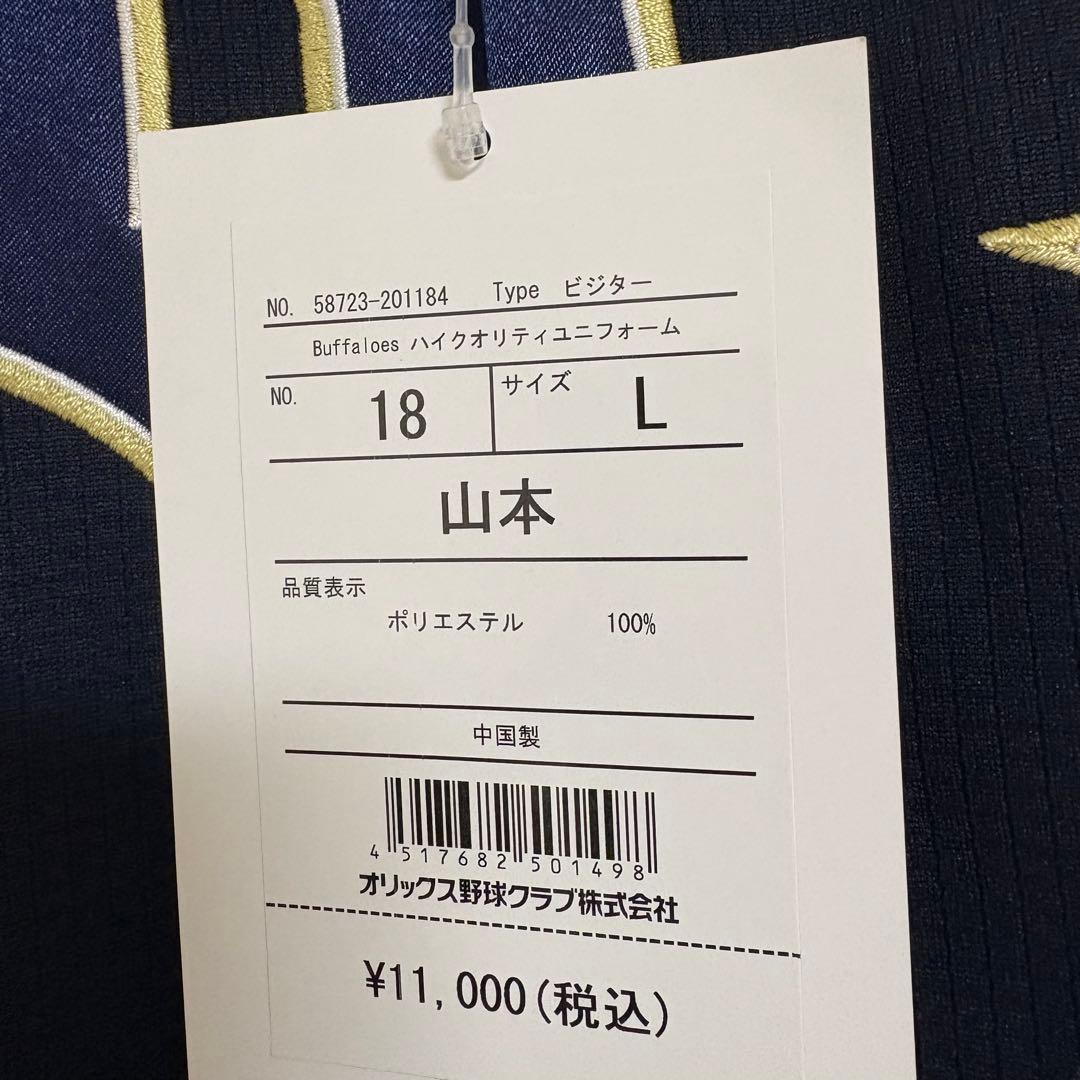 NO. 58723-201184 Type ビジター
Buffaloes ハイクオリティユニフォーム
NO. 18 サイズ L
山本
品質表示
ポリエステル 100%
中国製
4 517682 501498
オリックス野球クラブ株式会社
¥11,000(税込)